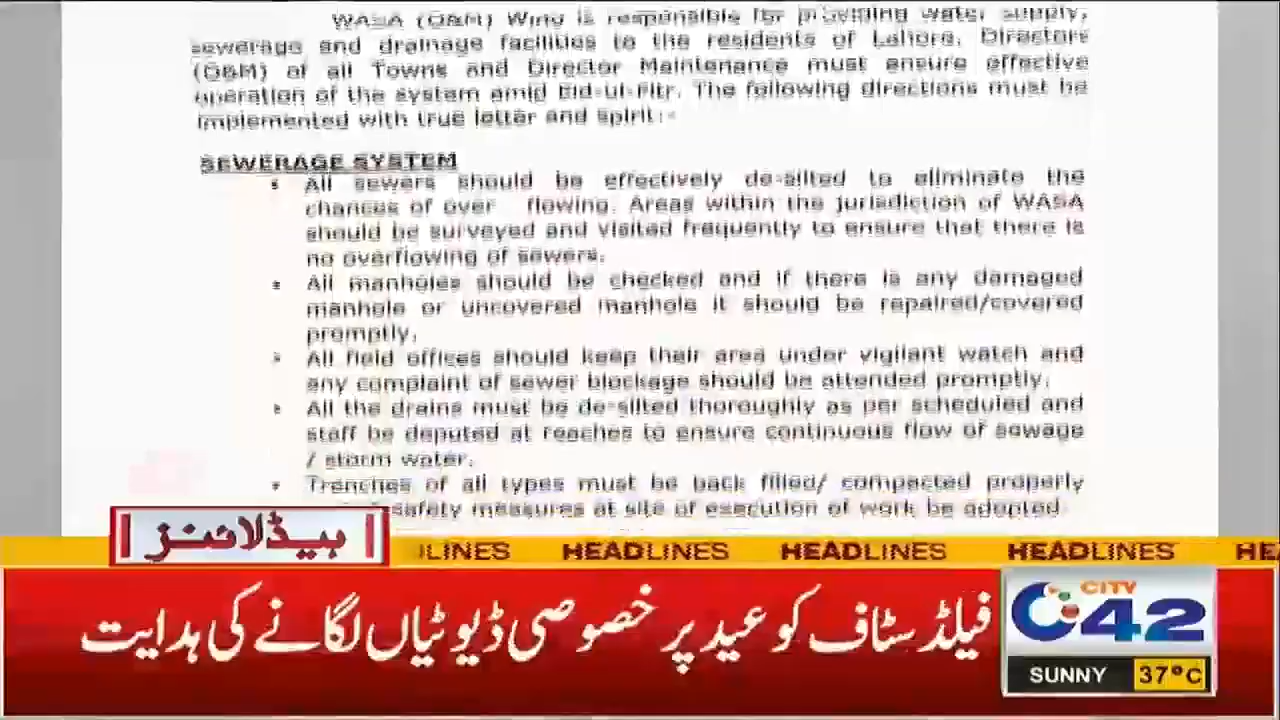 WASA (O&M) Wing is responsible for providing water supply,
sewerage and drainage facilities to the residents of Lahore. Directors
(O&M) of all Towns and Director Maintenance must ensure effective
operation of the system amid Eid-ul-Fitr. The following directions must be
implemented with true letter and spirit:-
SEWERAGE SYSTEM
• All sewers should be effectively de-silted to eliminate the
chances of over flowing. Areas within the jurisdiction of WASA
should be surveyed and visited frequently to ensure that there is
no overflowing of sewers.
• All manholes should be checked and if there is any damaged
manhole or uncovered manhole it should be repaired/covered
promptly.
• All field offices should keep their area under vigilant watch and
any complaint of sewer blockage should be attended promptly.
• All the drains must be de-silted thoroughly as per scheduled and
staff be deputed at reaches to ensure continuous flow of sewage
/ storm water.
• Trenches of all types must be back filled/ compacted properly
safety measures at site of execution of work be adopted.
ہیڈلائنز
LINES HEADLINES HEADLINES HEADLINES HE
فیلڈ سٹاف کو عید پر خصوصی ڈیوٹیاں لگانے کی ہدایت
CITY
42
SUNNY 37°C